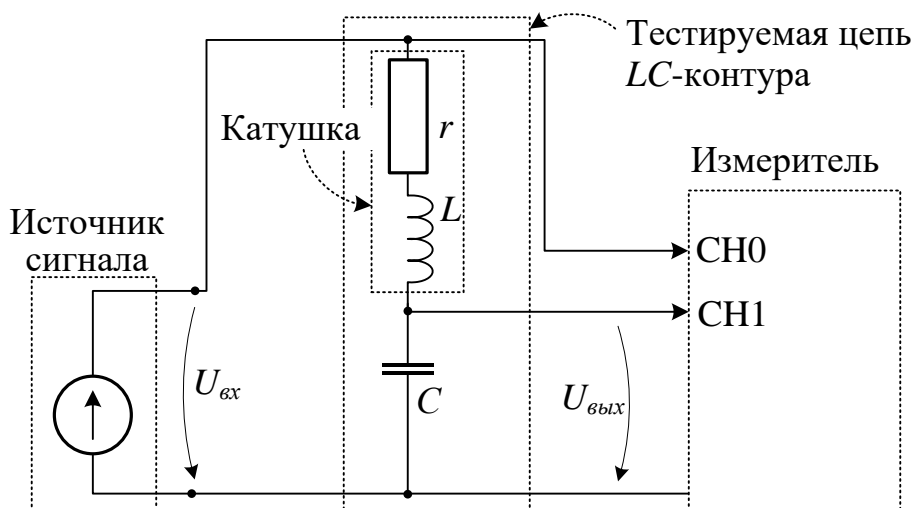 Тестируемая цепь
LC-контура
Катушка
r
Измеритель
L
Источник
сигнала
CH0
CH1
Uвх
C
Uвых